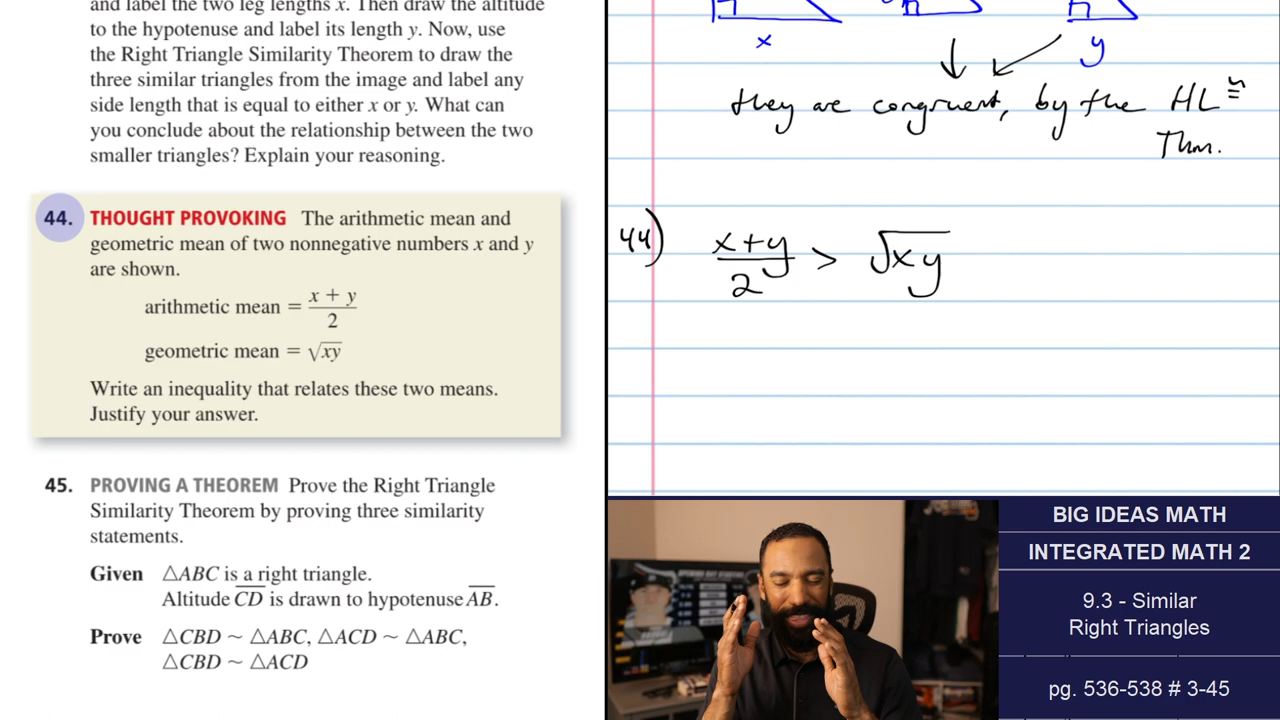 and label the two leg lengths x. Then draw the altitude
to the hypotenuse and label its length y. Now, use
the Right Triangle Similarity Theorem to draw the
three similar triangles from the image and label any
side length that is equal to either x or y. What can
you conclude about the relationship between the two
smaller triangles? Explain your reasoning.
44. THOUGHT PROVOKING The arithmetic mean and
geometric mean of two nonnegative numbers x and y
are shown.
arithmetic mean = x + y / 2
geometric mean = √xy
Write an inequality that relates these two means.
Justify your answer.
45. PROVING A THEOREM Prove the Right Triangle
Similarity Theorem by proving three similarity
statements.
Given △ABC is a right triangle.
Altitude CD is drawn to hypotenuse AB.
Prove △CBD ~ △ABC, △ACD ~ △ABC,
△CBD ~ △ACD
x y
they are congruent, by the HL ≅
Thm.
44) x+y / 2 > √xy
BIG IDEAS MATH
INTEGRATED MATH 2
9.3 - Similar
Right Triangles
pg. 536-538 # 3-45